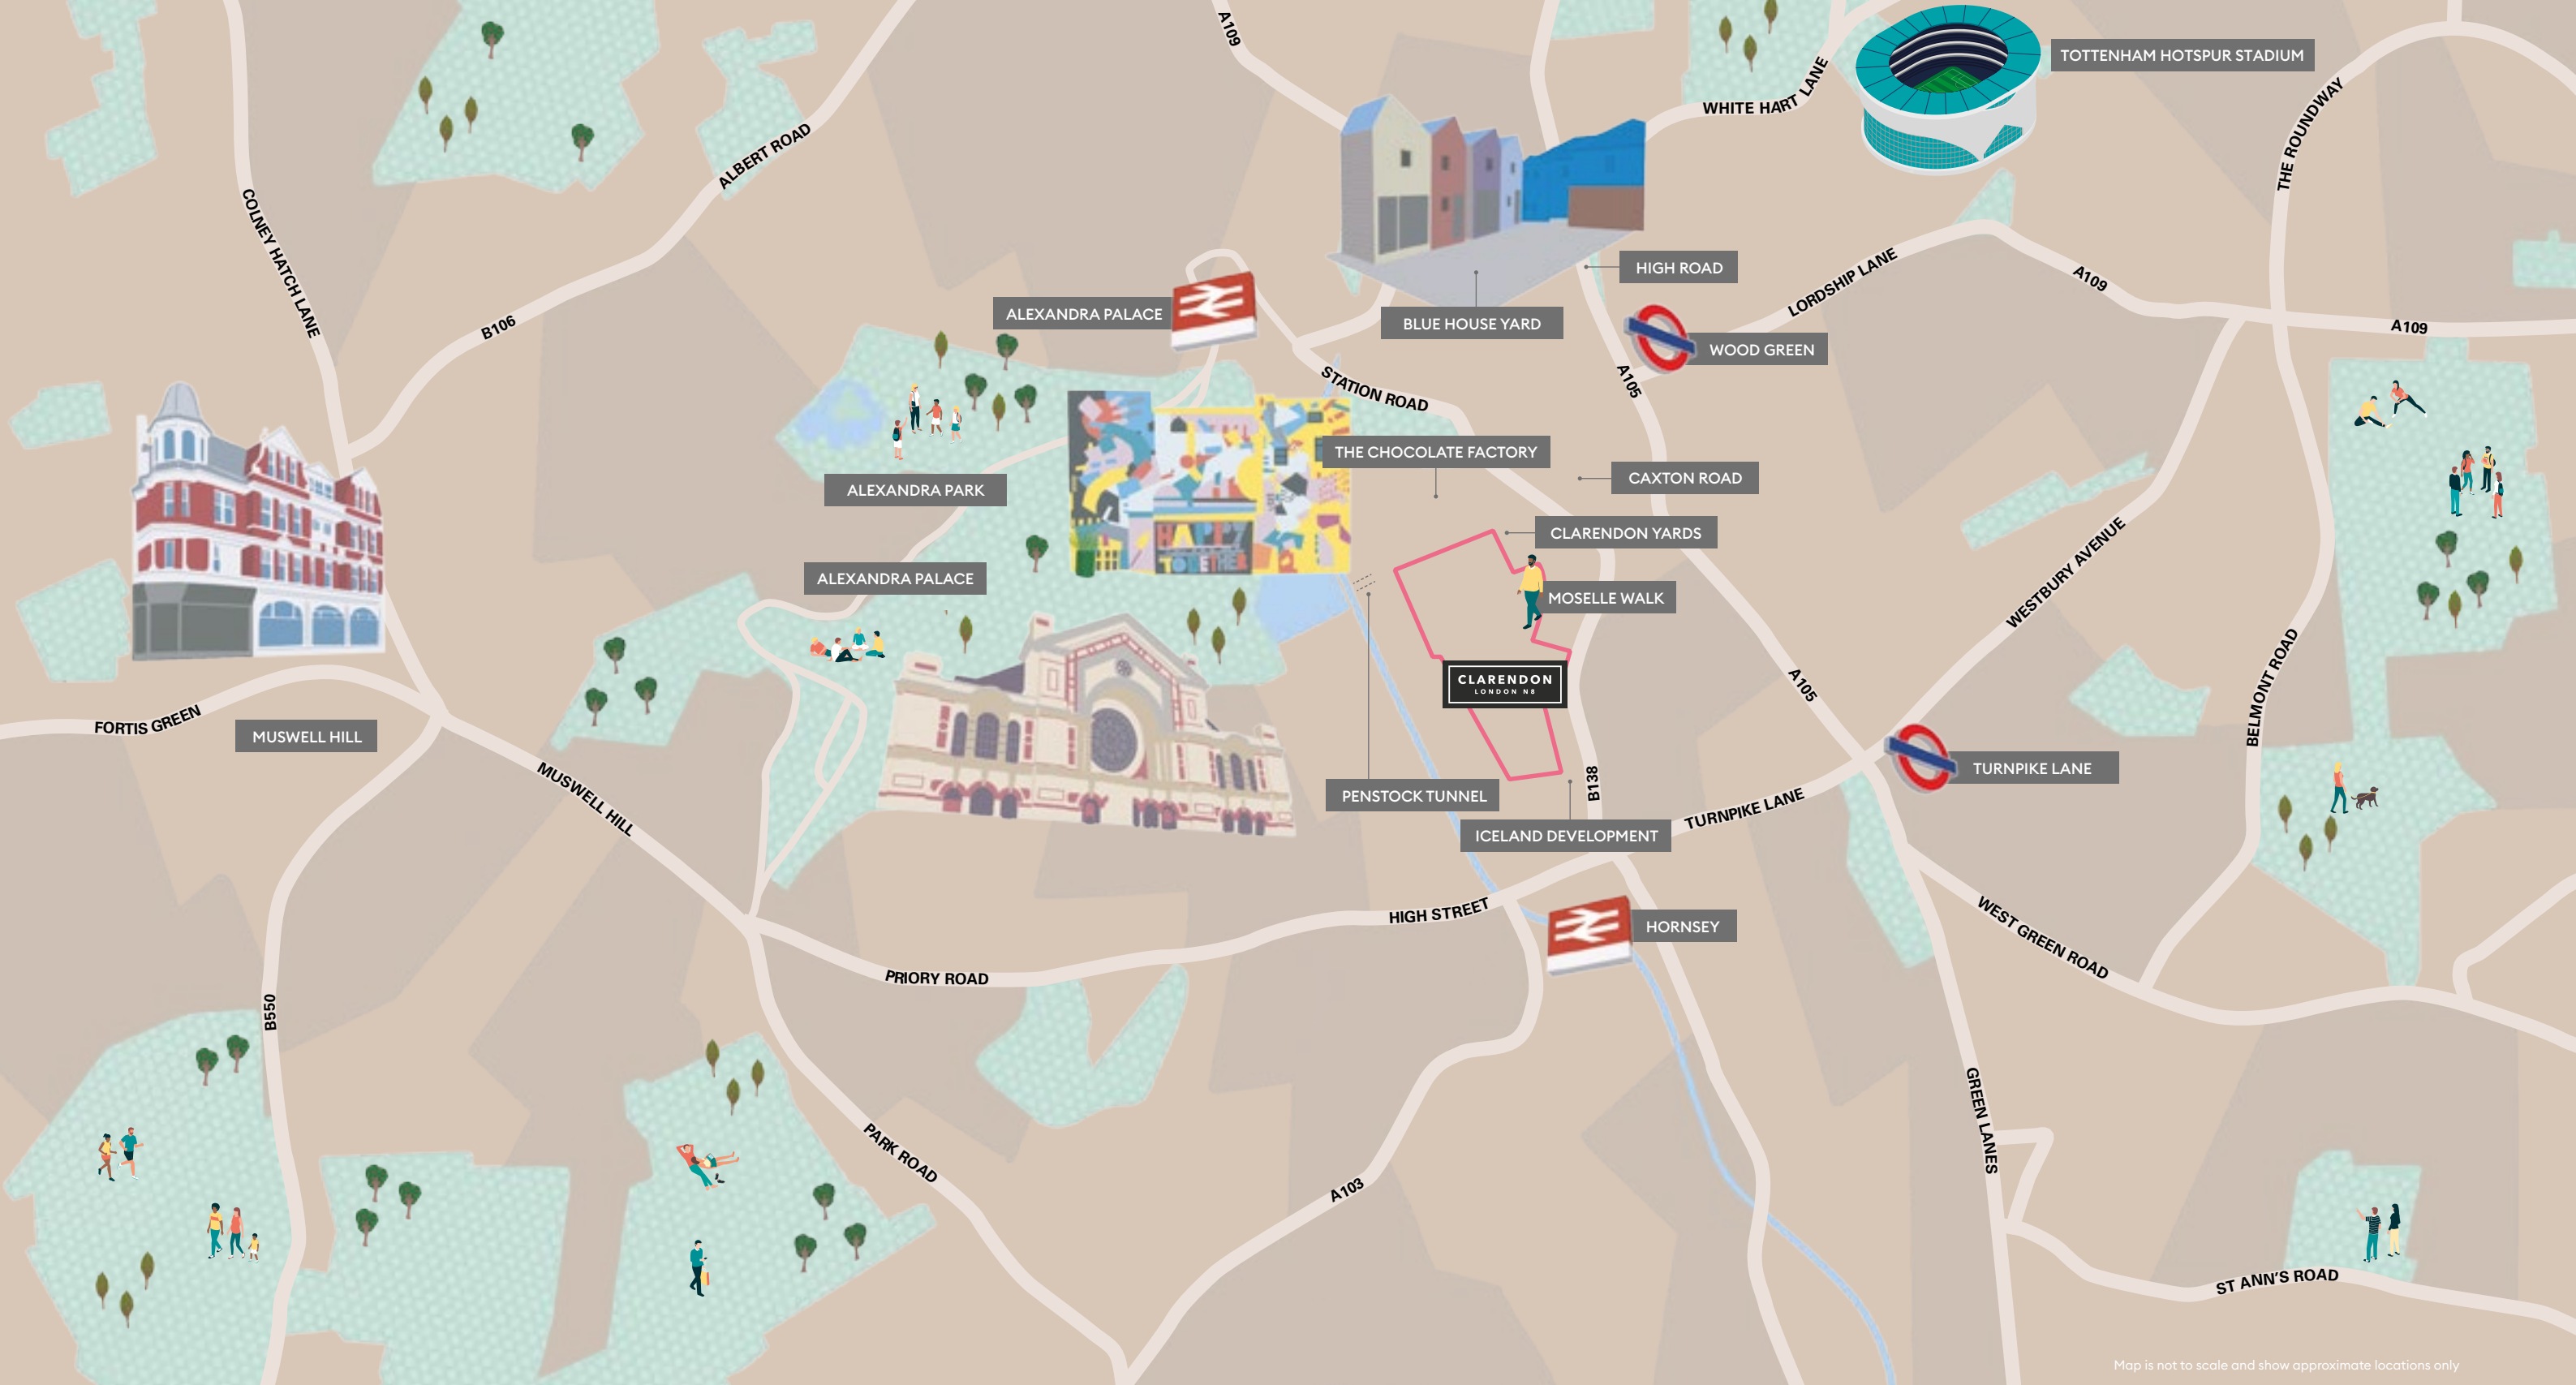 A109
TOTTENHAM HOTSPUR STADIUM
WHITE HART LANE
THE ROUNDWAY
ALBERT ROAD
COLNEY HATCH LANE
HIGH ROAD
LORDSHIP LANE
A109
B106
ALEXANDRA PALACE
BLUE HOUSE YARD
WOOD GREEN
A109
STATION ROAD
A105
THE CHOCOLATE FACTORY
CAXTON ROAD
ALEXANDRA PARK
CLARENDON YARDS
HAPPY
TOGETHER
ALEXANDRA PALACE
MOSELLE WALK
WESTBURY AVENUE
CLARENDON
LONDON N8
A105
BELMONT ROAD
FORTIS GREEN
MUSWELL HILL
MUSWELL HILL
TURNPIKE LANE
PENSTOCK TUNNEL
B138
TURNPIKE LANE
ICELAND DEVELOPMENT
HIGH STREET
HORNSEY
WEST GREEN ROAD
PRIORY ROAD
B550
GREEN LANES
PARK ROAD
A103
ST ANN'S ROAD
Map is not to scale and show approximate locations only